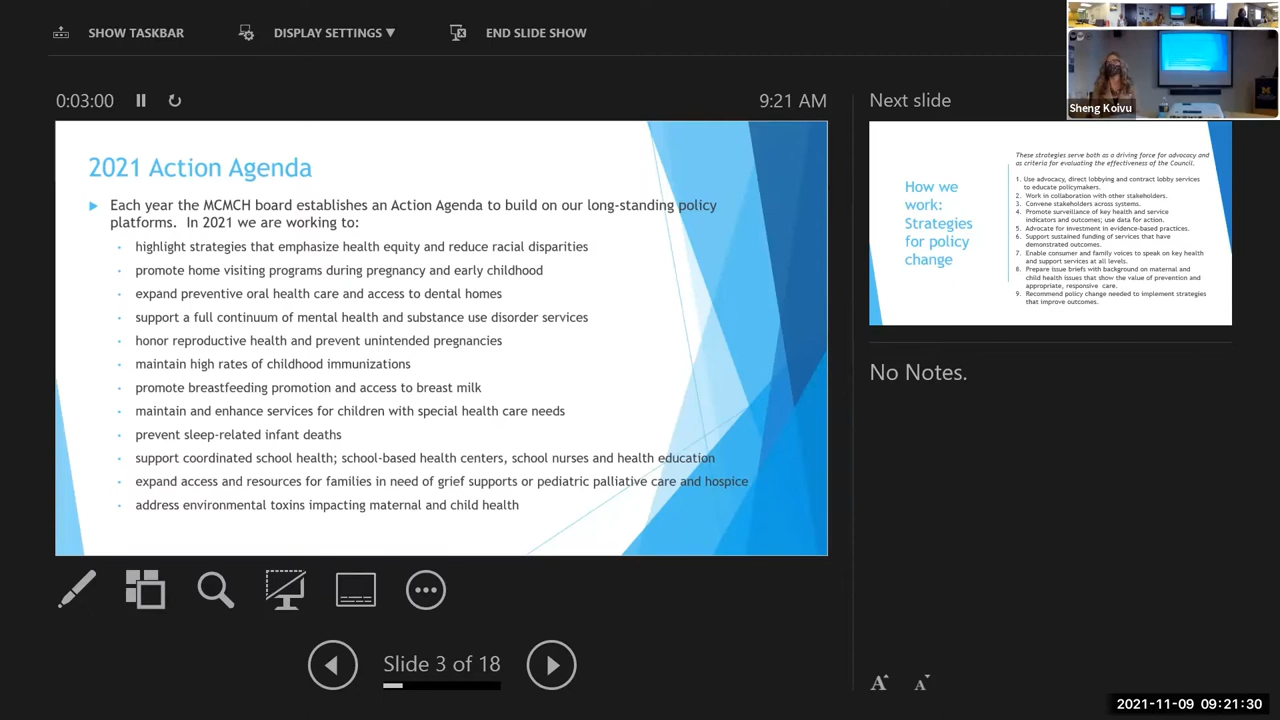 SHOW TASKBAR
DISPLAY SETTINGS ▼
END SLIDE SHOW
Sheng Koivu
0:03:00
9:21 AM
2021 Action Agenda
Each year the MCMCH board establishes an Action Agenda to build on our long-standing policy
platforms. In 2021 we are working to:
highlight strategies that emphasize health equity and reduce racial disparities
promote home visiting programs during pregnancy and early childhood
expand preventive oral health care and access to dental homes
support a full continuum of mental health and substance use disorder services
honor reproductive health and prevent unintended pregnancies
maintain high rates of childhood immunizations
promote breastfeeding promotion and access to breast milk
maintain and enhance services for children with special health care needs
prevent sleep-related infant deaths
support coordinated school health; school-based health centers, school nurses and health education
expand access and resources for families in need of grief supports or pediatric palliative care and hospice
address environmental toxins impacting maternal and child health
Slide 3 of 18
Next slide
How we
work:
Strategies
for policy
change
These strategies serve both as a driving force for advocacy and
as criteria for evaluating the effectiveness of the Council.
1. Use advocacy, direct lobbying and contract lobby services
to educate policymakers.
2. Work in collaboration with other stakeholders.
3. Convene stakeholders across systems.
4. Promote surveillance of key health and service
indicators and outcomes; use data for action.
5. Advocate for investment in evidence-based practices.
6. Support sustained funding of services that have
demonstrated outcomes.
7. Enable consumer and family voices to speak on key health
and support services at all levels.
8. Prepare issue briefs with background on maternal and
child health issues that show the value of prevention and
appropriate, responsive care.
9. Recommend policy change needed to implement strategies
that improve outcomes.
No Notes.
A A
2021-11-09 09:21:30